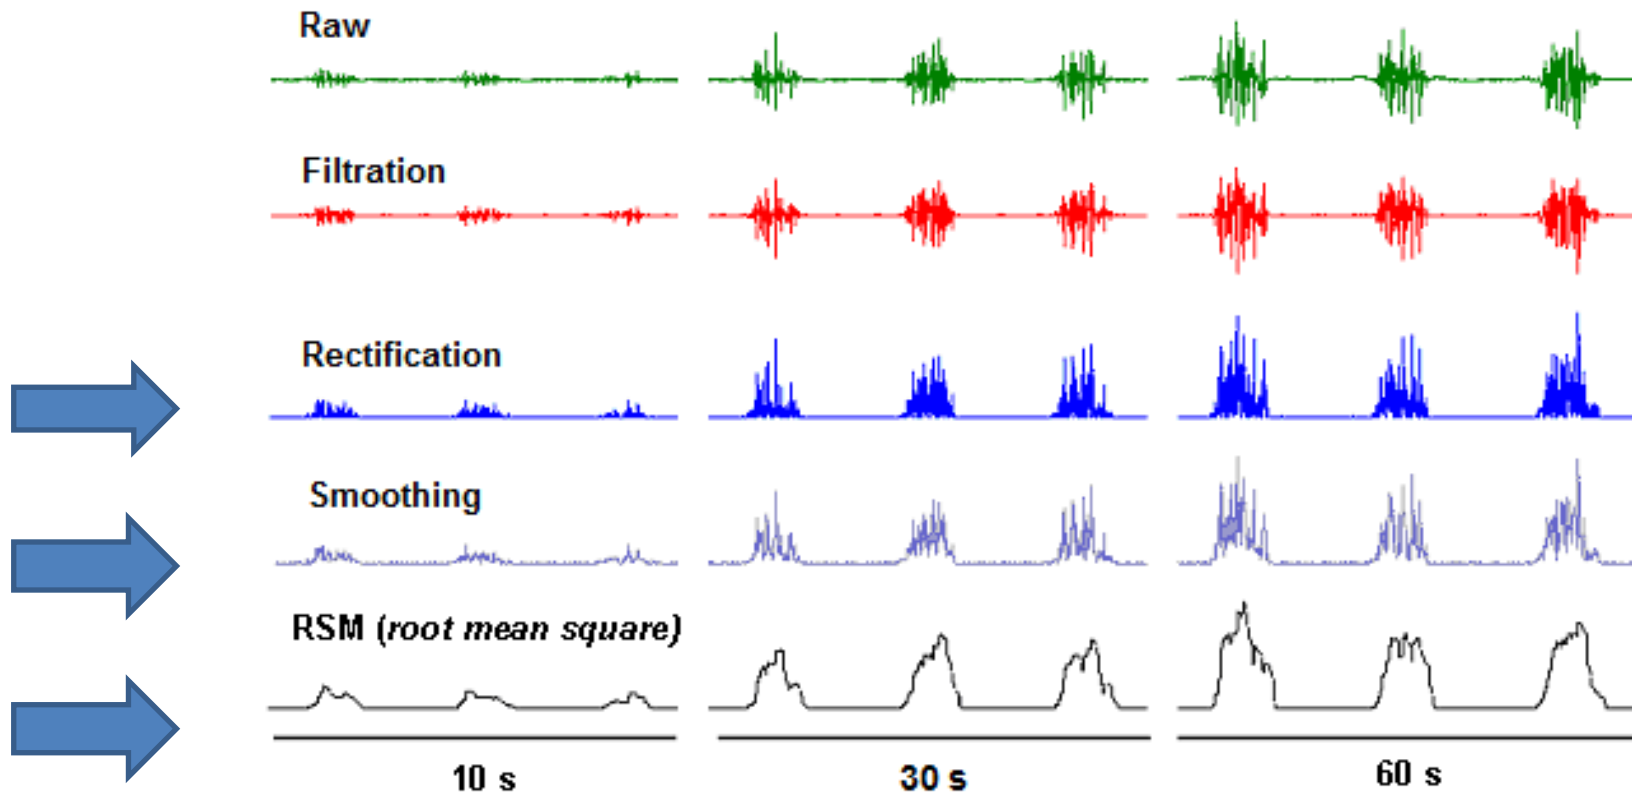 Raw
Filtration
Rectification
Smoothing
RSM (root mean square)
10 s
30 s
60 s